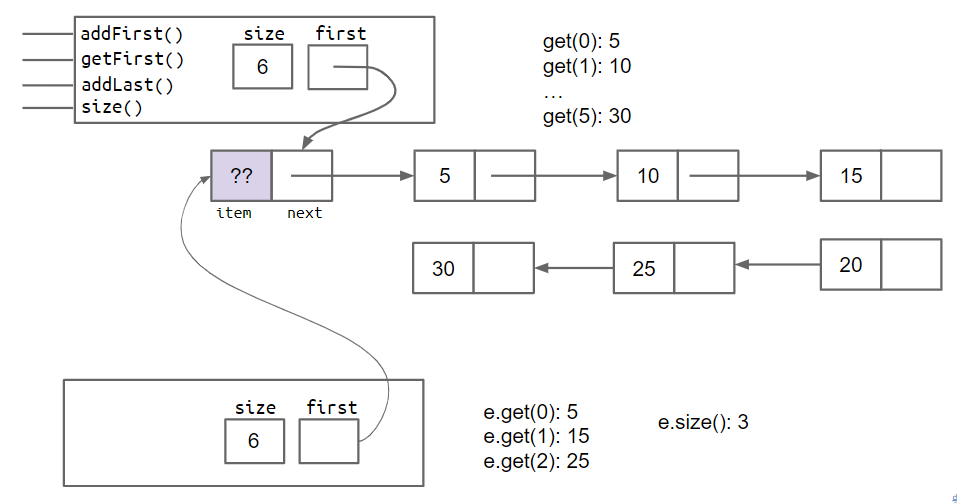 addFirst()
getFirst()
addLast()
size()
size first
6
get(0): 5
get(1): 10
...
get(5): 30
?? 5 10 15
item next
30 25 20
size first
6
e.get(0): 5
e.get(1): 15
e.get(2): 25
e.size(): 3